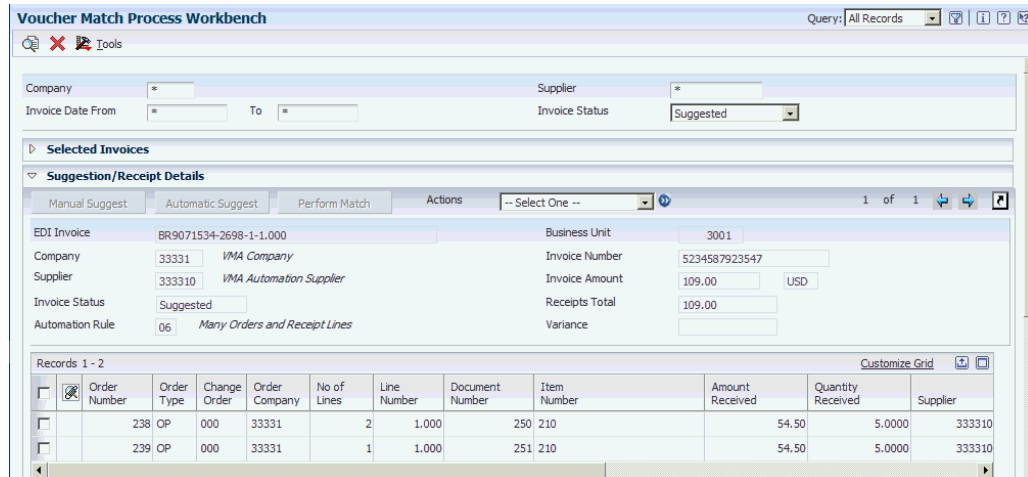 Voucher Match Process Workbench Query: All Records
Tools
Company * Supplier *
Invoice Date From * To * Invoice Status Suggested
Selected Invoices
Suggestion/Receipt Details
Manual Suggest Automatic Suggest Perform Match Actions -- Select One -- 1 of 1
EDI Invoice BR9071534-2698-1-1.000 Business Unit 3001
Company 33331 VMA Company Invoice Number 5234587923547
Supplier 333310 VMA Automation Supplier Invoice Amount 109.00 USD
Invoice Status Suggested Receipts Total 109.00
Automation Rule 06 Many Orders and Receipt Lines Variance
Records 1 - 2 Customize Grid
Order Number Order Type Change Order Order Company No of Lines Line Number Document Number Item Number Amount Received Quantity Received Supplier
238 OP 000 33331 2 1.000 250 210 54.50 5.0000 333310
239 OP 000 33331 1 1.000 251 210 54.50 5.0000 333310